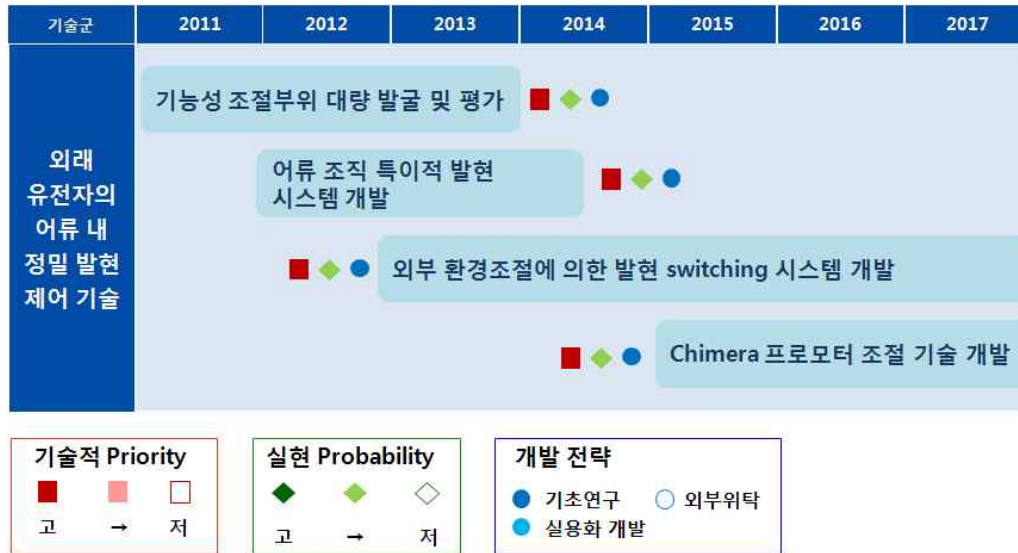 기술군 2011 2012 2013 2014 2015 2016 2017
외래
유전자의
어류 내
정밀 발현
제어 기술
기능성 조절부위 대량 발굴 및 평가
어류 조직 특이적 발현
시스템 개발
외부 환경조절에 의한 발현 switching 시스템 개발
Chimera 프로모터 조절 기술 개발
기술적 Priority
고 → 저
실현 Probability
고 → 저
개발 전략
기초연구 외부위탁
실용화 개발